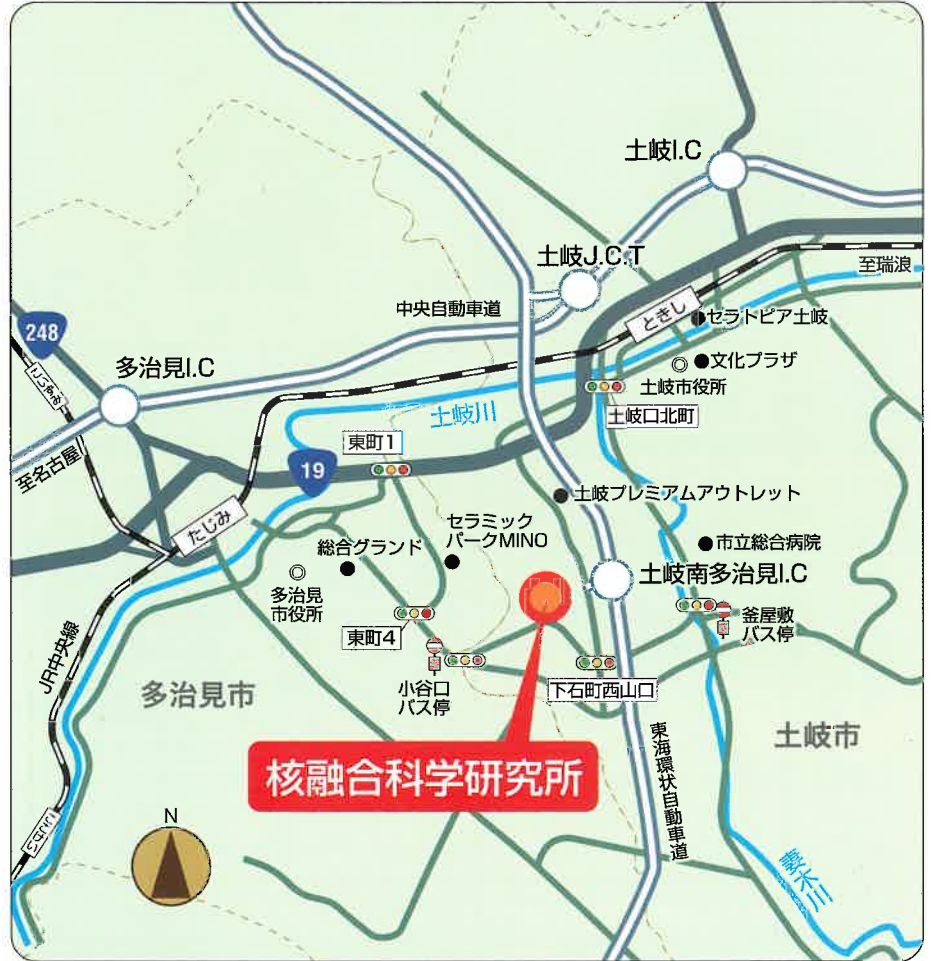 土岐I.C
土岐J.C.T
至瑞浪
中央自動車道
ときし
セラトピア土岐
248
文化プラザ
多治見I.C
土岐市役所
こいずみ
土岐川
土岐口北町
東町1
至名古屋
19
土岐プレミアムアウトレット
たじみ
セラミック
パークMINO
総合グランド
市立総合病院
土岐南多治見I.C
多治見
市役所
釜屋敷
バス停
東町4
JR中央線
小谷口
バス停
下石町西山口
多治見市
土岐市
東海環状自動車道
核融合科学研究所
N
ここけい
妻木川